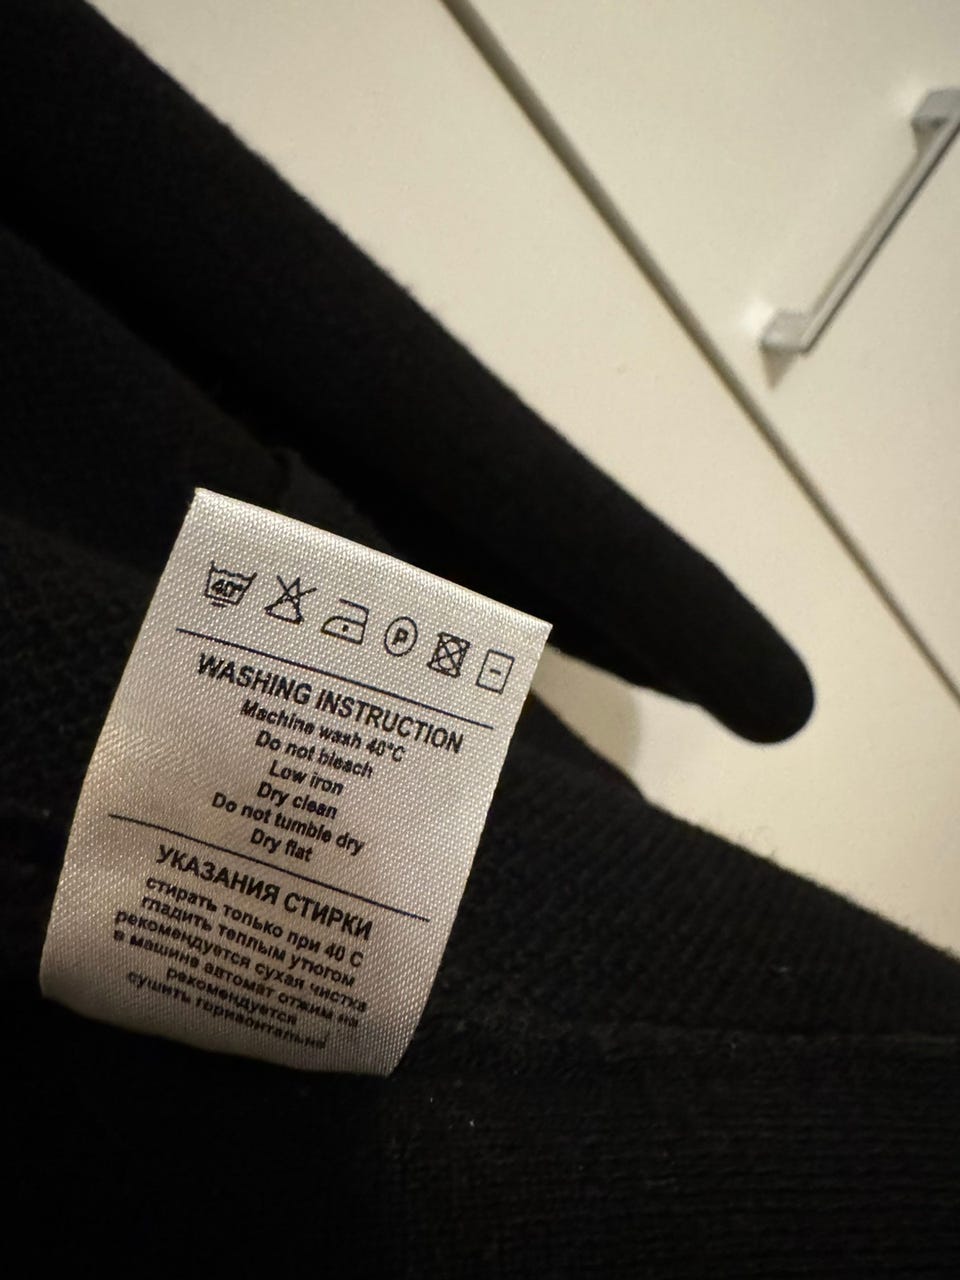 40°
P
WASHING INSTRUCTION
Machine wash 40°C
Do not bleach
Low iron
Dry clean
Do not tumble dry
Dry flat
УКАЗАНИЯ СТИРКИ
стирать только при 40 С
гладить теплым утюгом
рекомендуется сухая чистка
в машине автомат отжим не
рекомендуется
сушить горизонтально